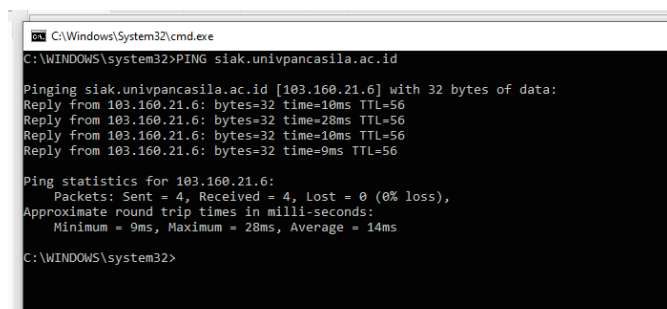 C:\WINDOWS\System32\cmd.exe
C:\WINDOWS\system32>PING siak.univpancasila.ac.id
Pinging siak.univpancasila.ac.id [103.160.21.6] with 32 bytes of data:
Reply from 103.160.21.6: bytes=32 time=10ms TTL=56
Reply from 103.160.21.6: bytes=32 time=28ms TTL=56
Reply from 103.160.21.6: bytes=32 time=10ms TTL=56
Reply from 103.160.21.6: bytes=32 time=9ms TTL=56
Ping statistics for 103.160.21.6:
    Packets: Sent = 4, Received = 4, Lost = 0 (0% loss),
Approximate round trip times in milli-seconds:
    Minimum = 9ms, Maximum = 28ms, Average = 14ms
C:\WINDOWS\system32>